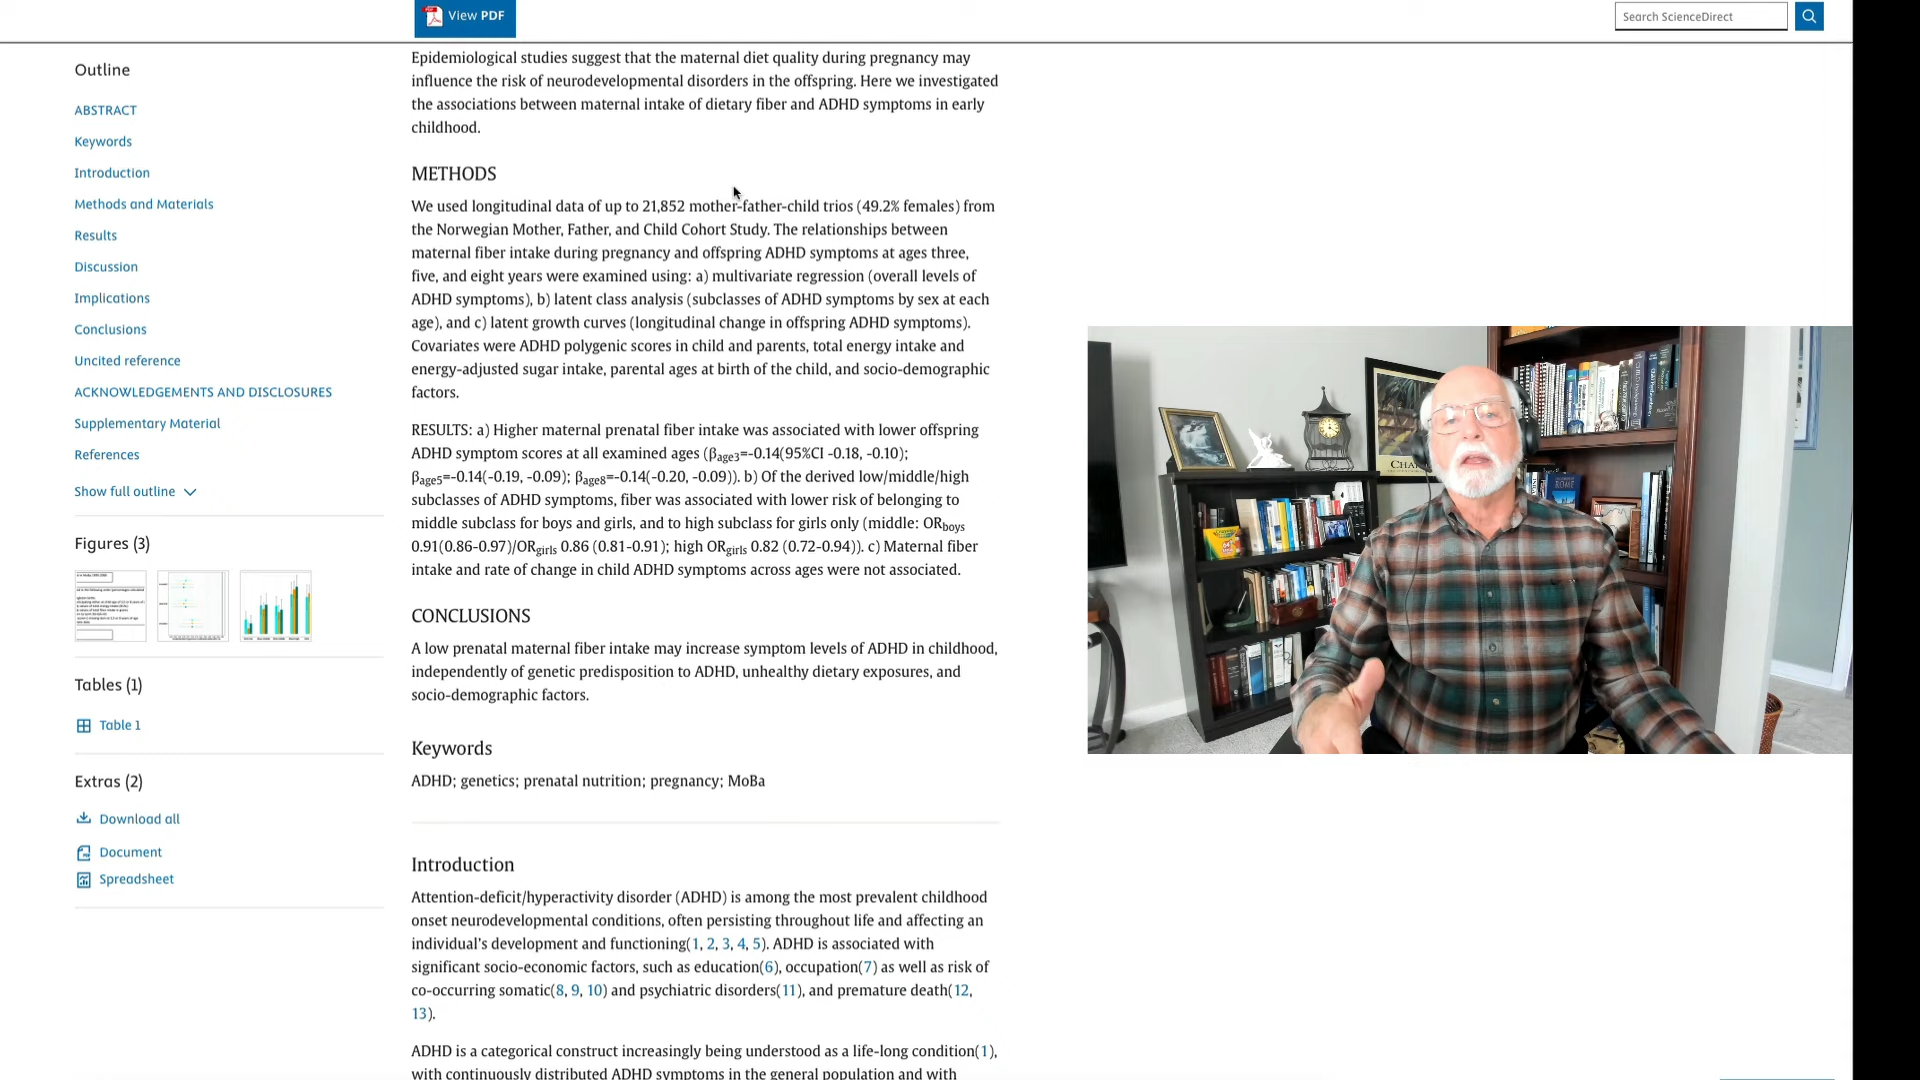 View PDF
Search ScienceDirect
Outline
ABSTRACT
Keywords
Introduction
Methods and Materials
Results
Discussion
Implications
Conclusions
Uncited reference
ACKNOWLEDGEMENTS AND DISCLOSURES
Supplementary Material
References
Show full outline
Figures (3)
Tables (1)
Table 1
Extras (2)
Download all
Document
Spreadsheet
Epidemiological studies suggest that the maternal diet quality during pregnancy may
influence the risk of neurodevelopmental disorders in the offspring. Here we investigated
the associations between maternal intake of dietary fiber and ADHD symptoms in early
childhood.
METHODS
We used longitudinal data of up to 21,852 mother-father-child trios (49.2% females) from
the Norwegian Mother, Father, and Child Cohort Study. The relationships between
maternal fiber intake during pregnancy and offspring ADHD symptoms at ages three,
five, and eight years were examined using: a) multivariate regression (overall levels of
ADHD symptoms), b) latent class analysis (subclasses of ADHD symptoms by sex at each
age), and c) latent growth curves (longitudinal change in offspring ADHD symptoms).
Covariates were ADHD polygenic scores in child and parents, total energy intake and
energy-adjusted sugar intake, parental ages at birth of the child, and socio-demographic
factors.
RESULTS: a) Higher maternal prenatal fiber intake was associated with lower offspring
ADHD symptom scores at all examined ages (βage3=-0.14(95%CI -0.18, -0.10);
βage5=-0.14(-0.19, -0.09); βage8=-0.14(-0.20, -0.09)). b) Of the derived low/middle/high
subclasses of ADHD symptoms, fiber was associated with lower risk of belonging to
middle subclass for boys and girls, and to high subclass for girls only (middle: ORboys
0.91(0.86-0.97)/ORgirls 0.86 (0.81-0.91); high ORgirls 0.82 (0.72-0.94)). c) Maternal fiber
intake and rate of change in child ADHD symptoms across ages were not associated.
CONCLUSIONS
A low prenatal maternal fiber intake may increase symptom levels of ADHD in childhood,
independently of genetic predisposition to ADHD, unhealthy dietary exposures, and
socio-demographic factors.
Keywords
ADHD; genetics; prenatal nutrition; pregnancy; MoBa
Introduction
Attention-deficit/hyperactivity disorder (ADHD) is among the most prevalent childhood
onset neurodevelopmental conditions, often persisting throughout life and affecting an
individual's development and functioning(1, 2, 3, 4, 5). ADHD is associated with
significant socio-economic factors, such as education(6), occupation(7) as well as risk of
co-occurring somatic(8, 9, 10) and psychiatric disorders(11), and premature death(12,
13).
ADHD is a categorical construct increasingly being understood as a life-long condition(1),
with continuously distributed ADHD symptoms in the general population and with